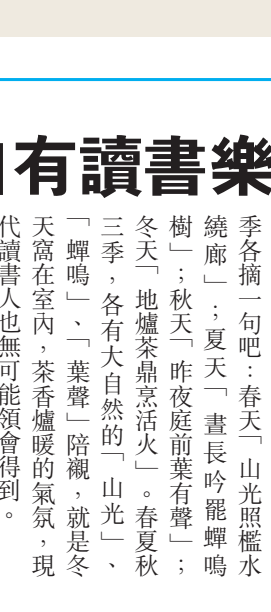 有讀書樂
季各摘一句吧：春天「山光照檻水
繞廊」；夏天「晝長吟罷蟬鳴
樹」；秋天「昨夜庭前葉有聲」；
冬天「地爐茶鼎烹活火」。春夏秋
三季，各有大自然的「山光」、
「蟬鳴」、「葉聲」陪襯，就是冬
天窩在室內，茶香爐暖的氣氛，現
代讀書人也無可能領會得到。